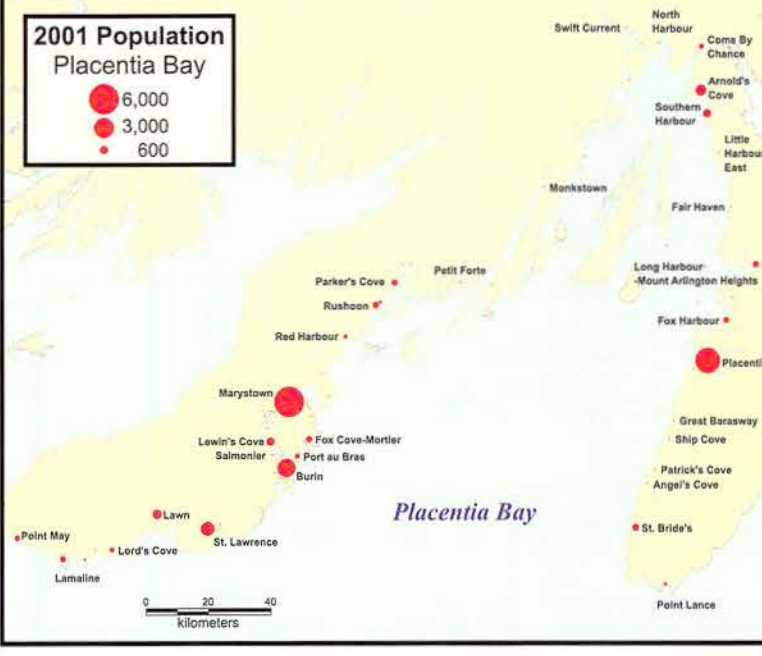 2001 Population
Placentia Bay
6,000
3,000
600
Swift Current
North
Harbour
Come By
Chance
Arnold's
Cove
Southern
Harbour
Little
Harbou
East
Monkstown
Fair Haven
Long Harbour
-Mount Arlington Heights
Petit Forte
Parker's Cove
Rushoon
Fox Harbour
Red Harbour
Placenti
Marystown
Great Barasway
Ship Cove
Lewin's Cove
Fox Cove-Mortier
Salmonier
Port au Bras
Burin
Patrick's Cove
Angel's Cove
Placentia Bay
Lawn
St. Lawrence
St. Bride's
Point May
Lord's Cove
Lamaline
Point Lance
0 20 40
kilometers